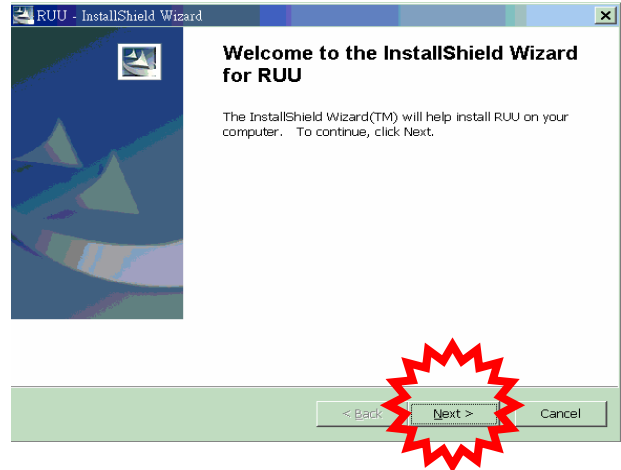 RUU - InstallShield Wizard
Welcome to the InstallShield Wizard
for RUU
The InstallShield Wizard(TM) will help install RUU on your
computer. To continue, click Next.
< Back
Next >
Cancel